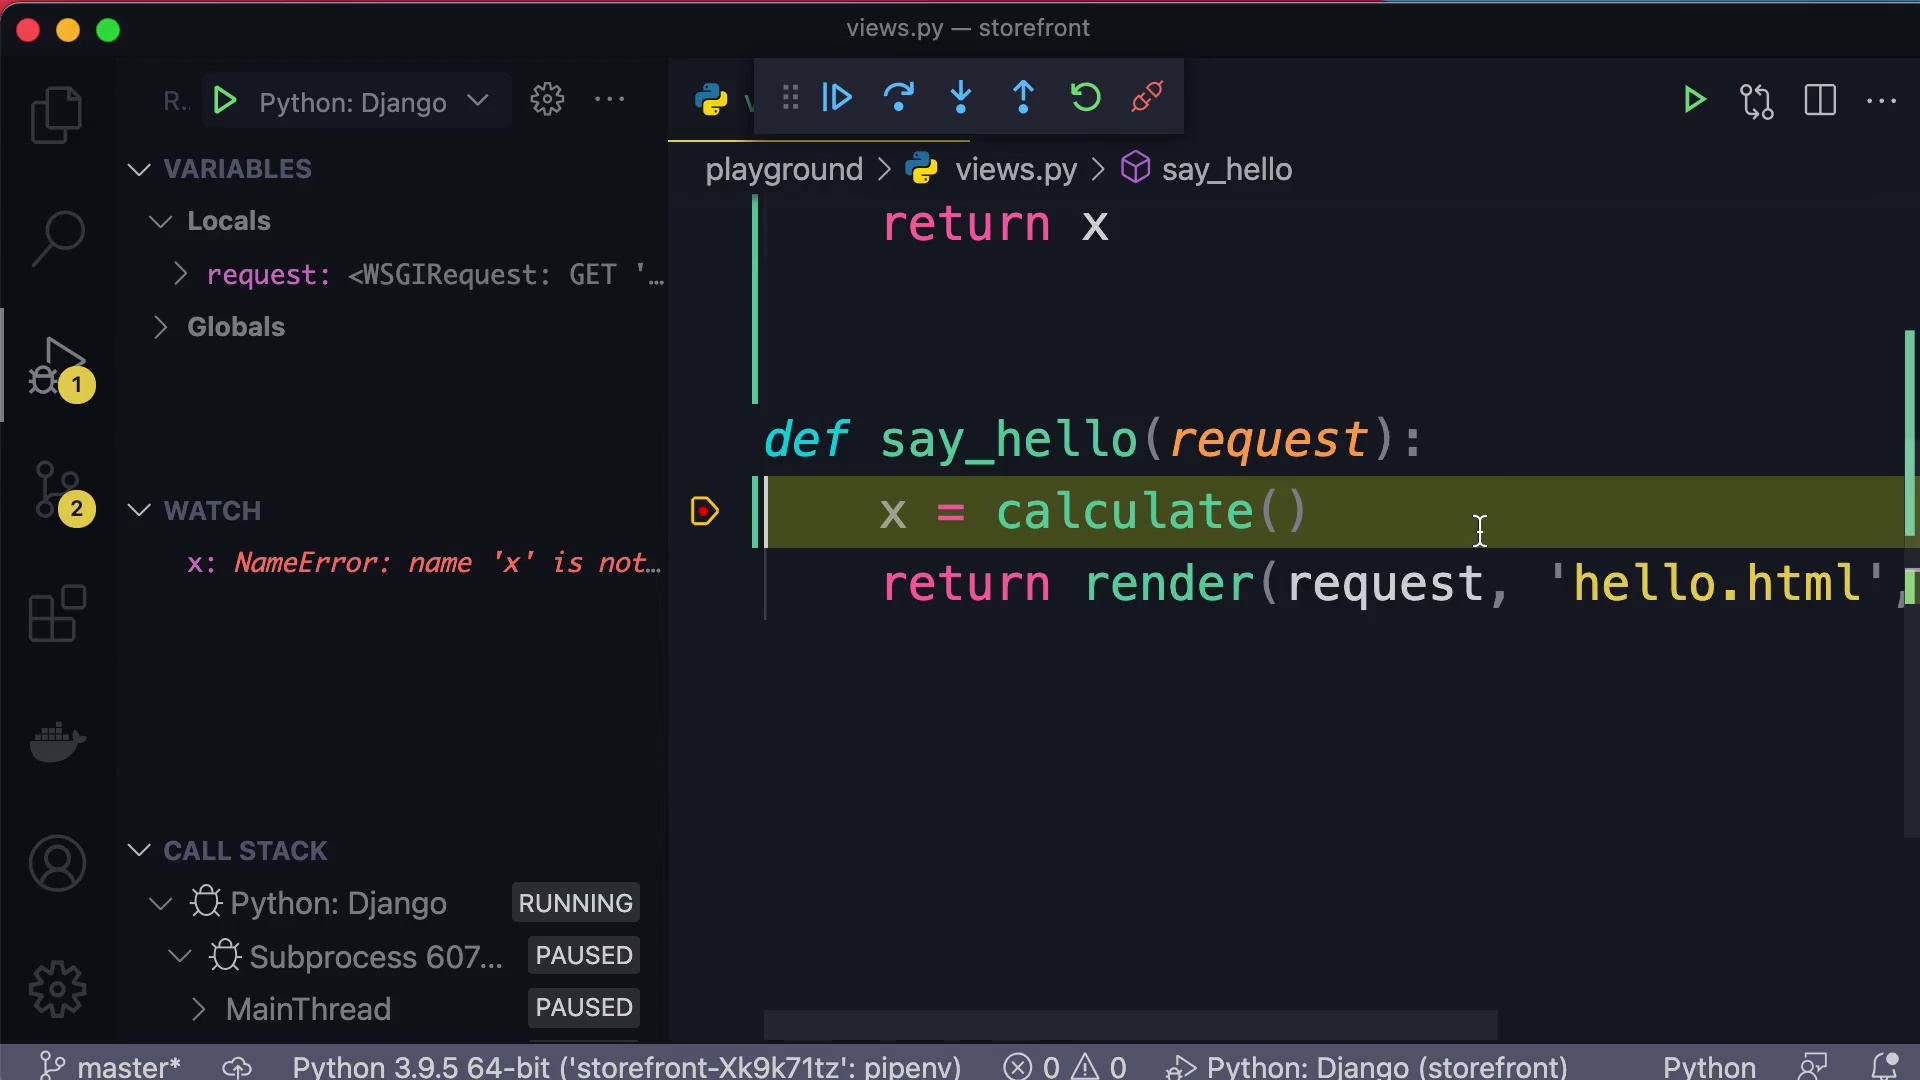 views.py — storefront
R..
Python: Django
VARIABLES
Locals
request: <WSGIRequest: GET '…
Globals
1
2
WATCH
x: NameError: name 'x' is not…
CALL STACK
Python: Django RUNNING
Subprocess 607... PAUSED
MainThread PAUSED
playground > views.py > say_hello
return x
def say_hello(request):
x = calculate()
return render(request, 'hello.html',
master* Python 3.9.5 64-bit ('storefront-Xk9k71tz': pipenv) 0 0 Python: Django (storefront) Python